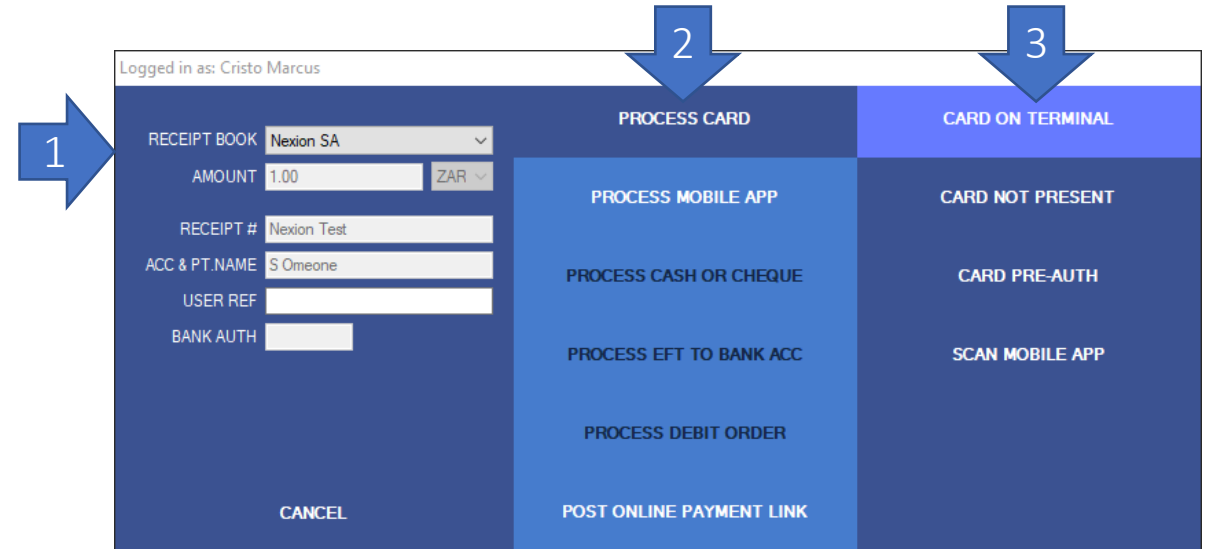 1
2
3
Logged in as: Cristo Marcus
RECEIPT BOOK Nexion SA
AMOUNT 1.00 ZAR
RECEIPT # Nexion Test
ACC & PT.NAME S Omeone
USER REF
BANK AUTH
CANCEL
PROCESS CARD
PROCESS MOBILE APP
PROCESS CASH OR CHEQUE
PROCESS EFT TO BANK ACC
PROCESS DEBIT ORDER
POST ONLINE PAYMENT LINK
CARD ON TERMINAL
CARD NOT PRESENT
CARD PRE-AUTH
SCAN MOBILE APP